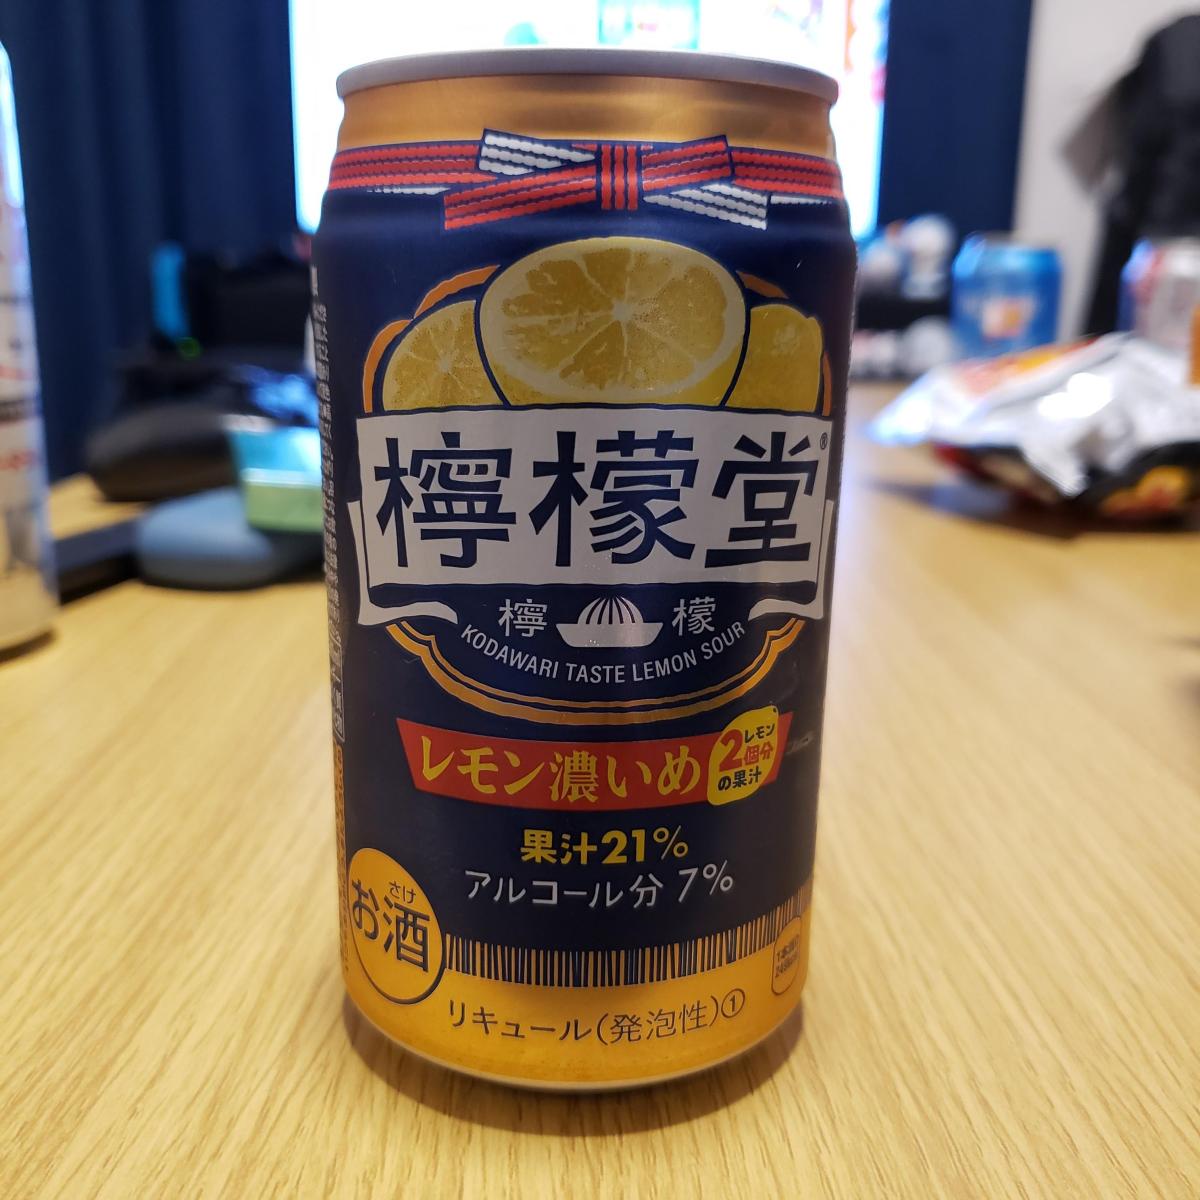 檸檬堂®
檸檬
KODAWARI TASTE LEMON SOUR
レモン濃いめ
レモン
2個分
の果汁
果汁21%
アルコール分 7%
さけ
お酒
リキュール(発泡性)①